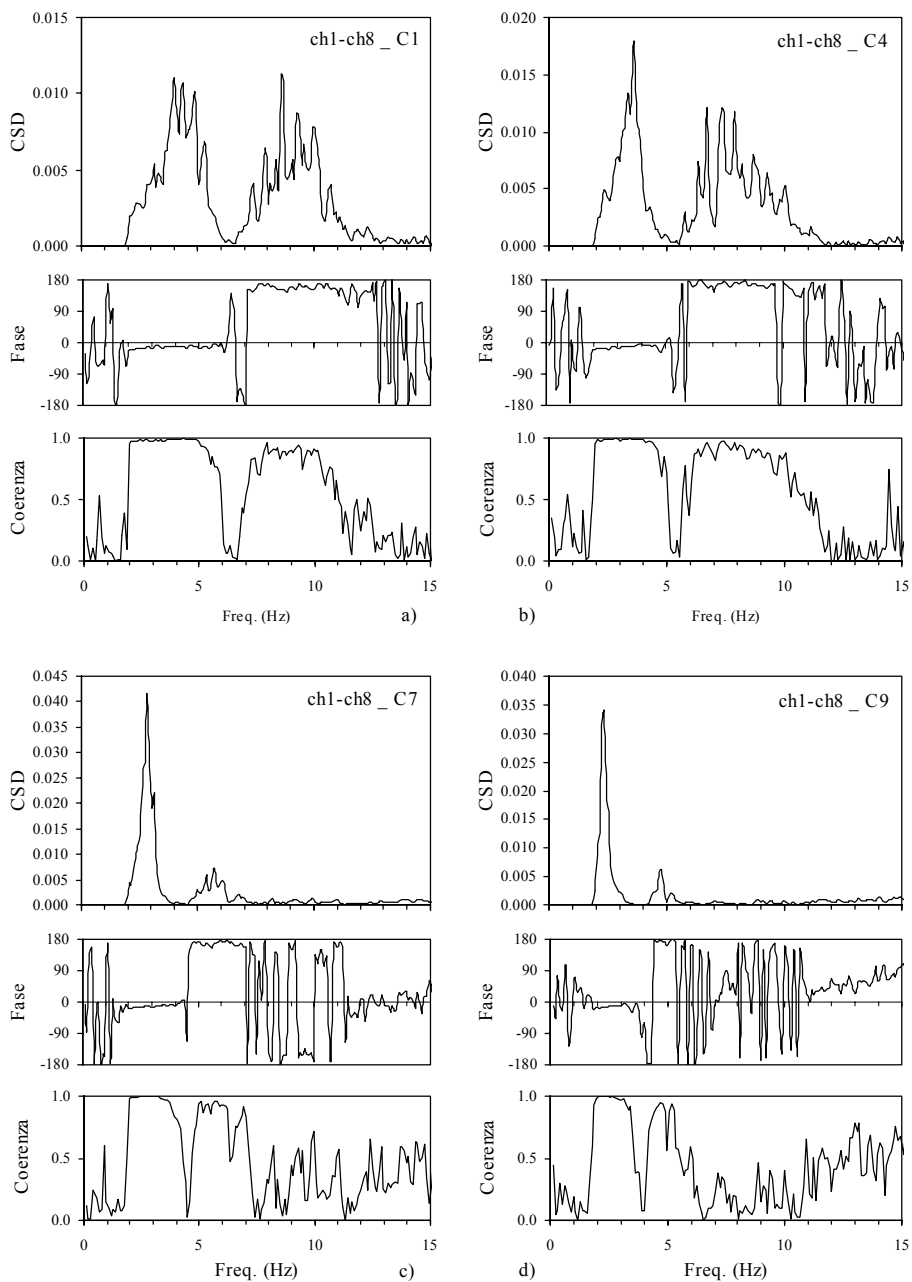 ch1-ch8 _ C1
CSD
0.015
0.010
0.005
0.000
Fase
180
90
0
-90
-180
Coerenza
1.0
0.5
0.0
0 5 10 15
Freq. (Hz)
a)
ch1-ch8 _ C4
CSD
0.020
0.015
0.010
0.005
0.000
Fase
180
90
0
-90
-180
Coerenza
1.0
0.5
0.0
0 5 10 15
Freq. (Hz)
b)
ch1-ch8 _ C7
CSD
0.045
0.040
0.035
0.030
0.025
0.020
0.015
0.010
0.005
0.000
Fase
180
90
0
-90
-180
Coerenza
1.0
0.5
0.0
0 5 10 15
Freq. (Hz)
c)
ch1-ch8 _ C9
CSD
0.040
0.035
0.030
0.025
0.020
0.015
0.010
0.005
0.000
Fase
180
90
0
-90
-180
Coerenza
1.0
0.5
0.0
0 5 10 15
Freq. (Hz)
d)